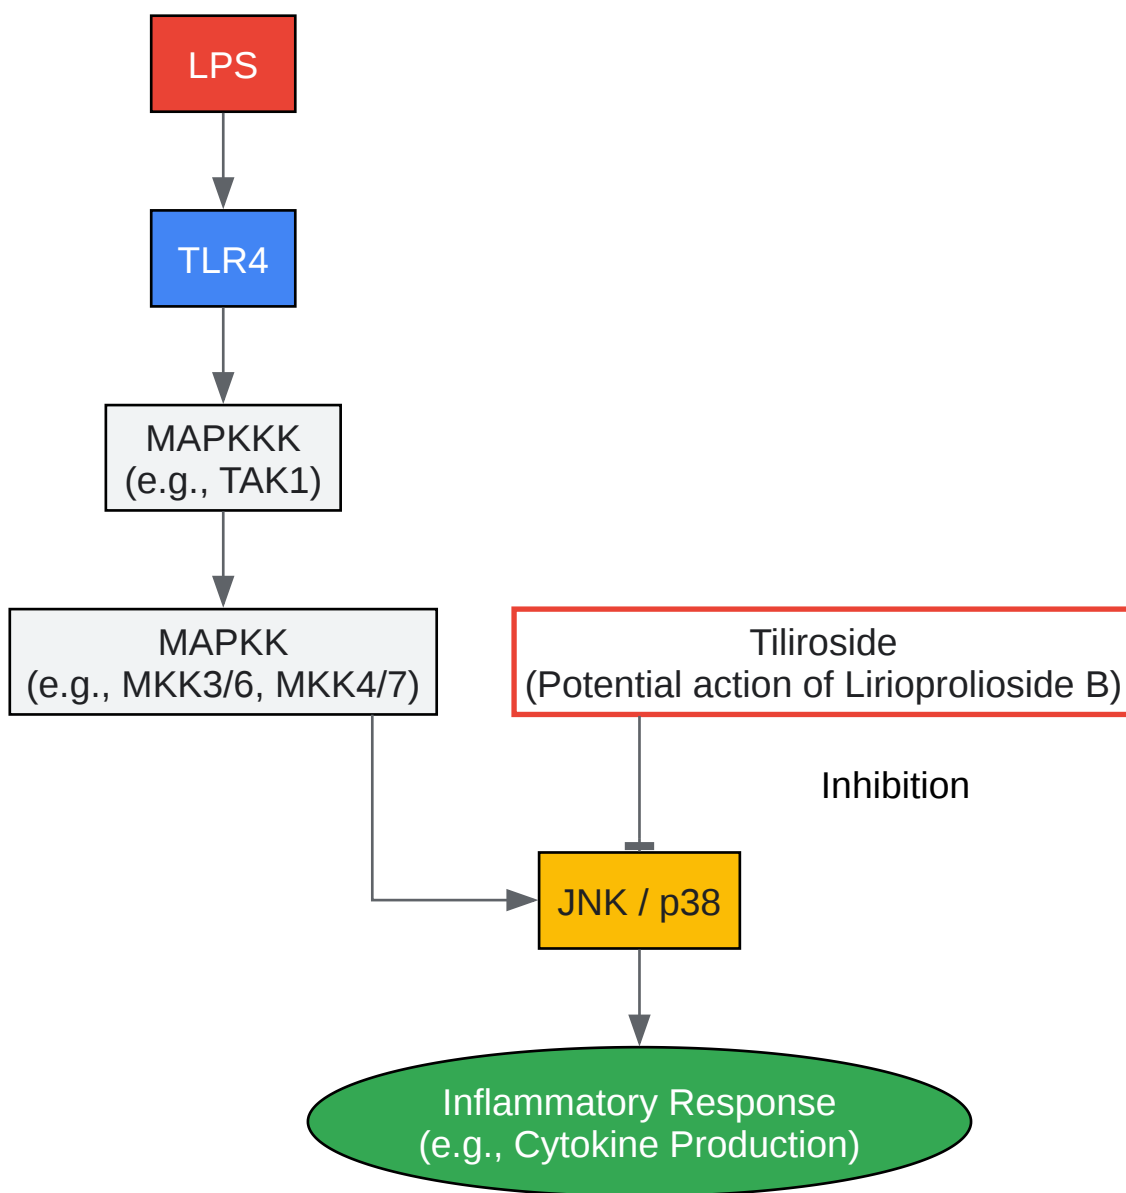 LPS
TLR4
MAPKKK
(e.g., TAK1)
MAPKK
(e.g., MKK3/6, MKK4/7)
Tiliroside
(Potential action of Lirioprolioside B)
Inhibition
JNK / p38
Inflammatory Response
(e.g., Cytokine Production)